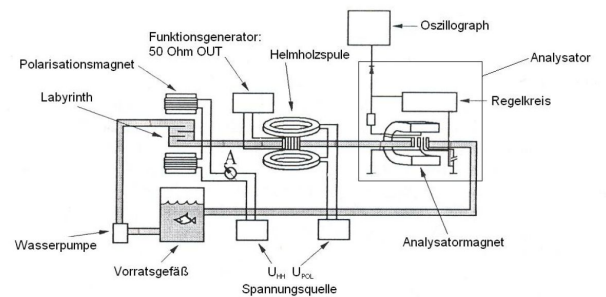 Oszillograph
Funktionsgenerator:
50 Ohm OUT
Helmholzspule
Analysator
Polarisationsmagnet
Labyrinth
Regelkreis
A
Wasserpumpe
Vorratsgefäß
Analysatormagnet
U_HH U_POL
Spannungsquelle